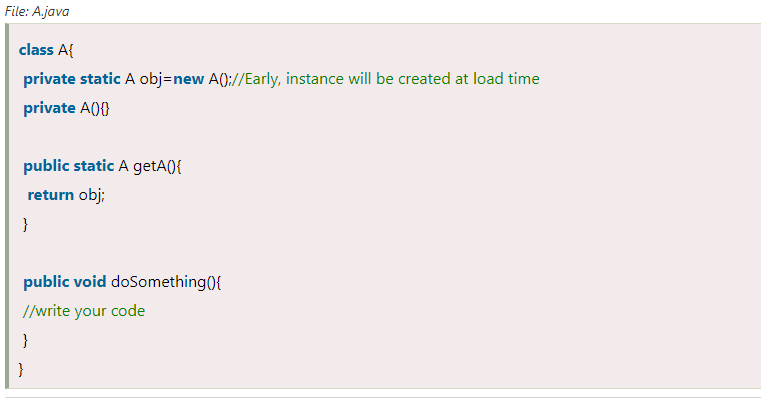 File: A.java
class A{
private static A obj=new A();//Early, instance will be created at load time
private A(){}
public static A getA(){
return obj;
}
public void doSomething(){
//write your code
}
}